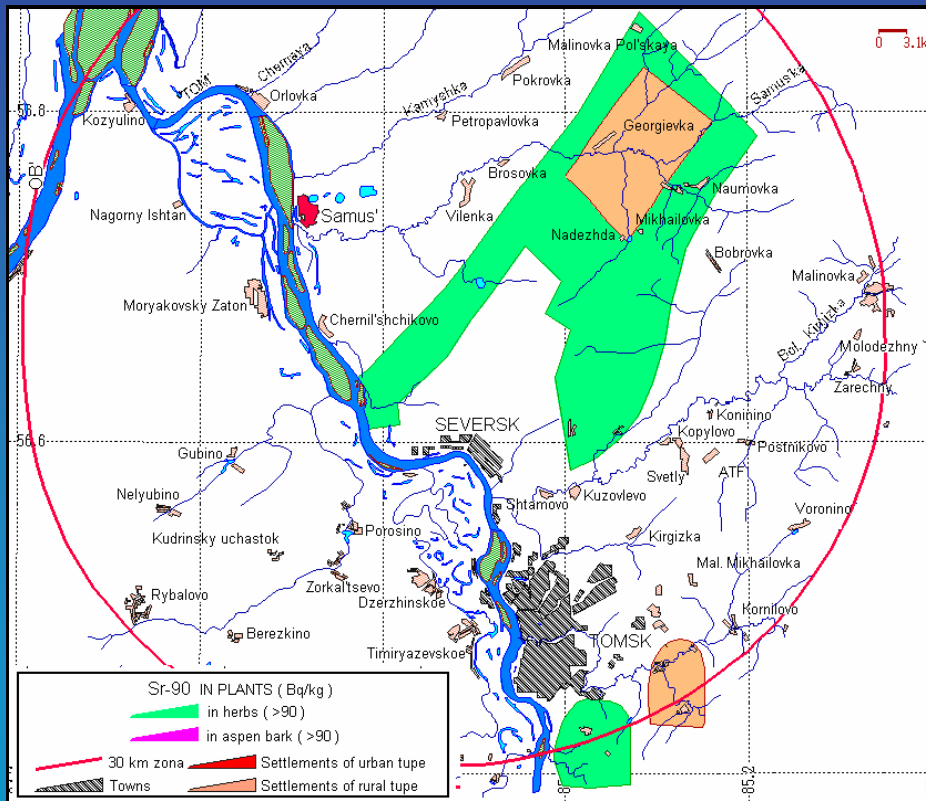 Malinovka Pol'skaya
0 3.1k
Chernaya
TOM'
Pokrovka
Orlovka
Kamyshka
Samus'ka
56.8
Kozyulino
Petropavlovka
Georgievka
OB'
Brosovka
Naumovka
Nagorny Ishtan
Samus'
Vilenka
Mikhailovka
Nadezhda
Bobrovka
Malinovka
Moryakovsky Zaton
Chernil'shchikovo
Bol. Kirgizka
Molodezhny
Zarechny
Koninino
56.6
SEVERSK
Kopylovo
Postnikovo
Gubino
Svetly
ATF
Nelyubino
Shtamovo
Kuzovlevo
Voronino
Porosino
Kudrinsky uchastok
Kirgizka
Mal. Mikhailovka
Zorkal'tsevo
Dzerzhinskoe
Rybalovo
Kornilovo
Berezkino
TOMSK
Timiryazevskoe
Sr-90 IN PLANTS ( Bq/kg )
in herbs ( >90 )
in aspen bark ( >90 )
30 km zona
Settlements of urban tupe
Towns
Settlements of rural tupe
85.2